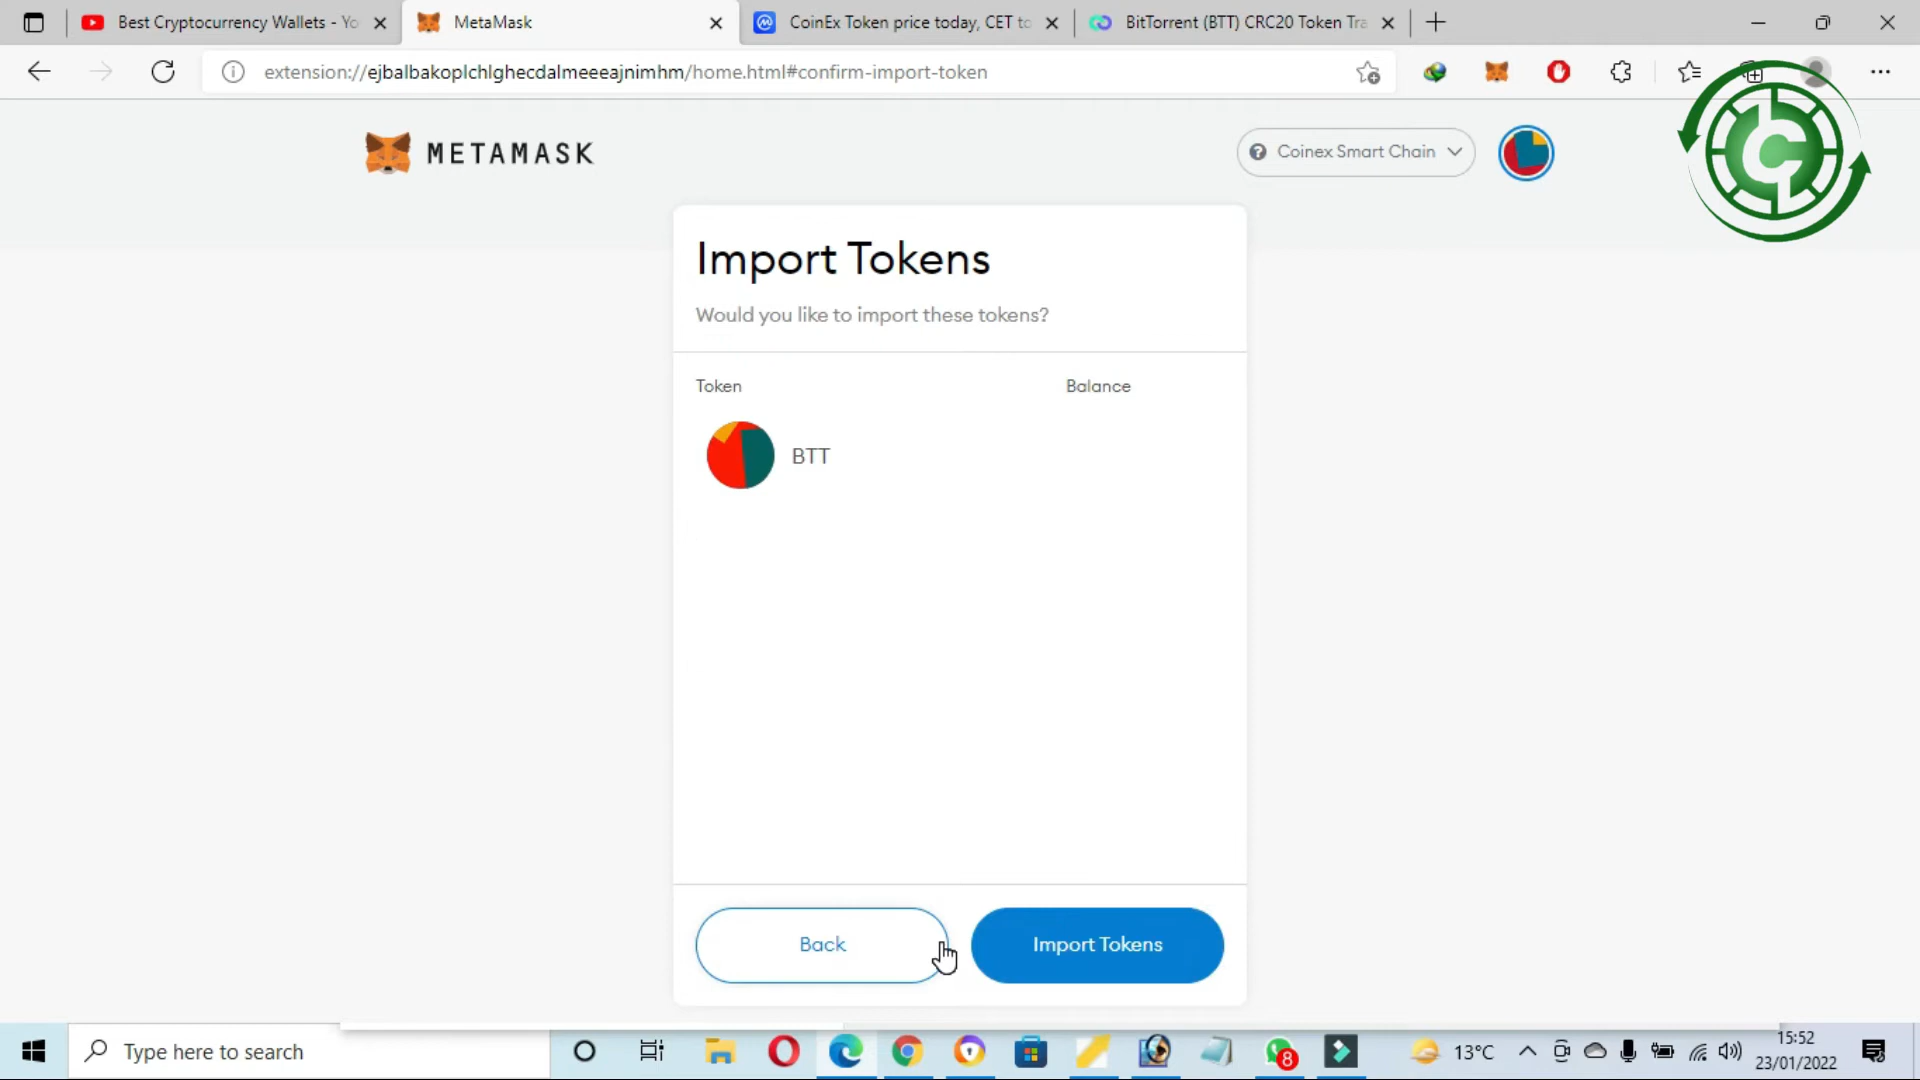 Best Cryptocurrency Wallets - Yo
MetaMask
CoinEx Token price today, CET to
BitTorrent (BTT) CRC20 Token Tra
extension://ejbalbakoplchlghecdalmeeeajnimhm/home.html#confirm-import-token
METAMASK
Coinex Smart Chain
Import Tokens
Would you like to import these tokens?
Token Balance
BTT
Back
Import Tokens
Type here to search
8
13°C
15:52
23/01/2022